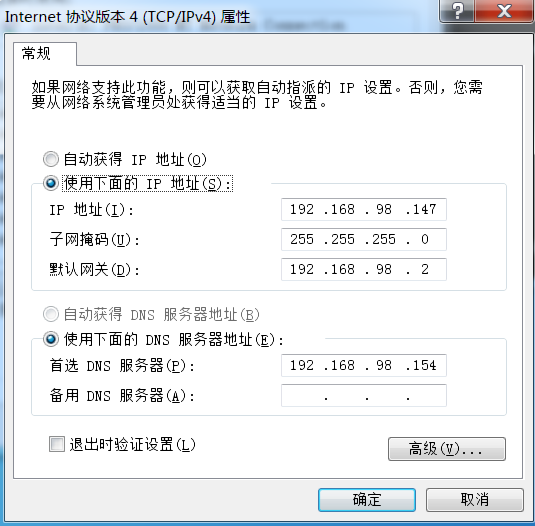 Internet 协议版本 4 (TCP/IPv4) 属性
常规
如果网络支持此功能，则可以获取自动指派的 IP 设置。否则，您需
要从网络系统管理员处获得适当的 IP 设置。
自动获得 IP 地址(O)
使用下面的 IP 地址(S):
IP 地址(I): 192 .168 . 98 .147
子网掩码(U): 255 .255 .255 . 0
默认网关(D): 192 .168 . 98 . 2
自动获得 DNS 服务器地址(B)
使用下面的 DNS 服务器地址(E):
首选 DNS 服务器(P): 192 .168 . 98 .154
备用 DNS 服务器(A): . . .
退出时验证设置(L)
高级(V)...
确定 取消